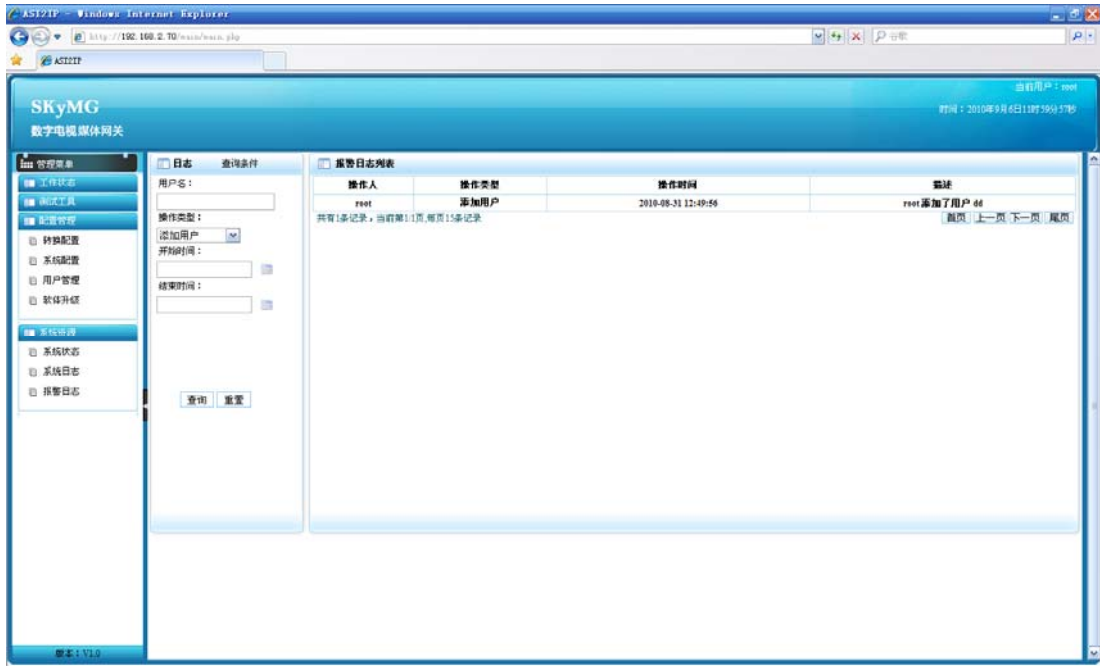 ASI2IP - Windows Internet Explorer
http://192.168.2.70/main/main.php
谷歌
ASI2IP
当前用户：root
SKyMG
时间：2010年9月6日11时59分57秒
数字电视媒体网关
管理菜单
工作状态
调试工具
配置管理
转换配置
系统配置
用户管理
软件升级
系统管理
系统状态
系统日志
报警日志
版本：V1.0
日志 查询条件
用户名：
操作类型：
添加用户
开始时间：
结束时间：
查询 重置
报警日志列表
操作人 操作类型 操作时间 描述
root 添加用户 2010-08-31 12:49:56 root添加了用户 dd
共有1条记录，当前第1/1页,每页15条记录 首页 上一页 下一页 尾页